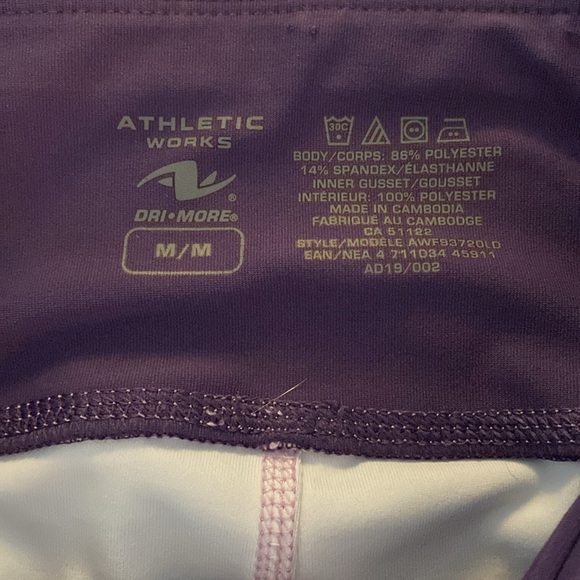 ATHLETIC
WORKS
®
DRI•MORE®
M/M
30C
BODY/CORPS: 86% POLYESTER
14% SPANDEX/ÉLASTHANNE
INNER GUSSET/GOUSSET
INTÉRIEUR: 100% POLYESTER
MADE IN CAMBODIA
FABRIQUÉ AU CAMBODGE
CA 51122
STYLE/MODÈLE AWF93720LD
EAN/NEA 4 711034 45911
AD19/002